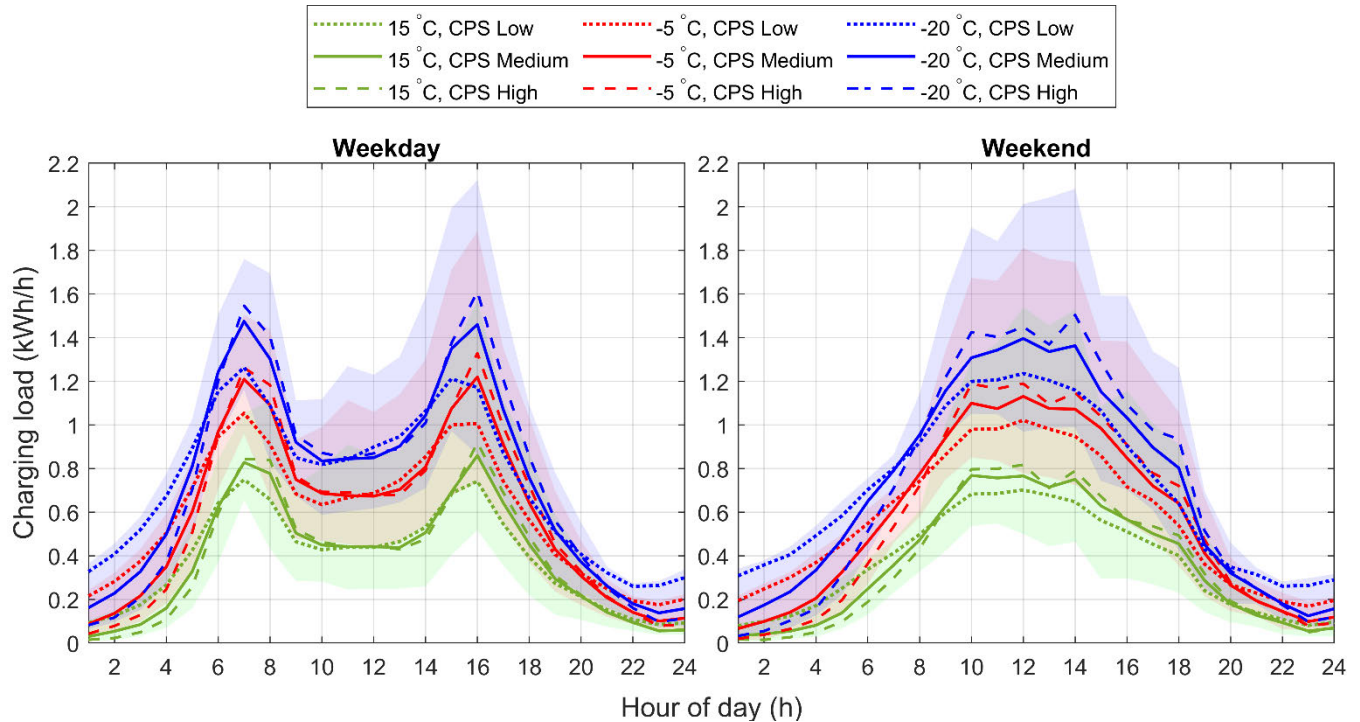 15 °C, CPS Low -5 °C, CPS Low -20 °C, CPS Low
15 °C, CPS Medium -5 °C, CPS Medium -20 °C, CPS Medium
15 °C, CPS High -5 °C, CPS High -20 °C, CPS High
Weekday Weekend
2.2 2.2
2 2
1.8 1.8
1.6 1.6
1.4 1.4
1.2 1.2
1 1
0.8 0.8
0.6 0.6
0.4 0.4
0.2 0.2
0 0
Charging load (kWh/h)
2 4 6 8 10 12 14 16 18 20 22 24 2 4 6 8 10 12 14 16 18 20 22 24
Hour of day (h)